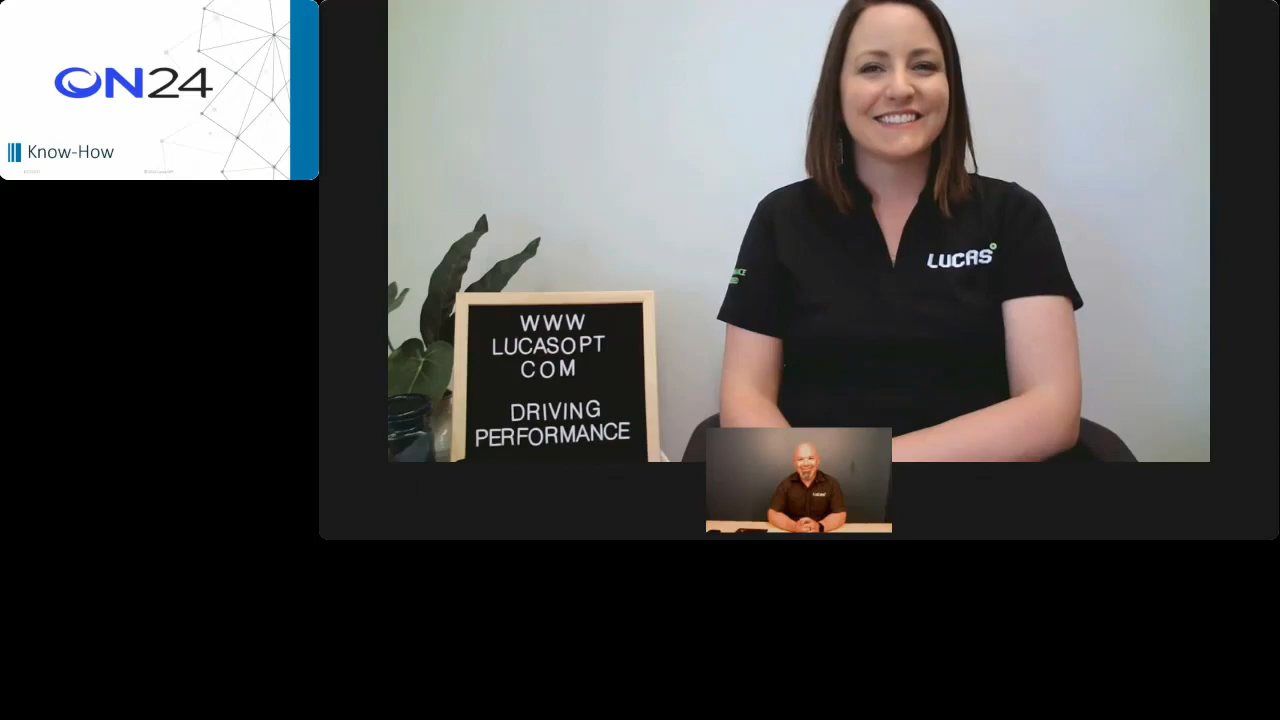 ON24
Know-How
LUCAS
WWW
LUCASOPT
COM
DRIVING
PERFORMANCE